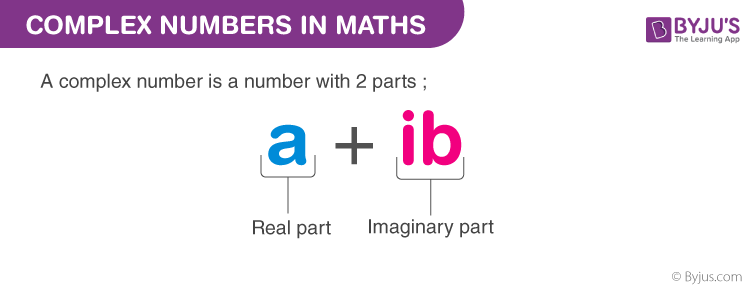 COMPLEX NUMBERS IN MATHS
BYJU'S
The Learning App
A complex number is a number with 2 parts ;
a + ib
Real part
Imaginary part
© Byjus.com